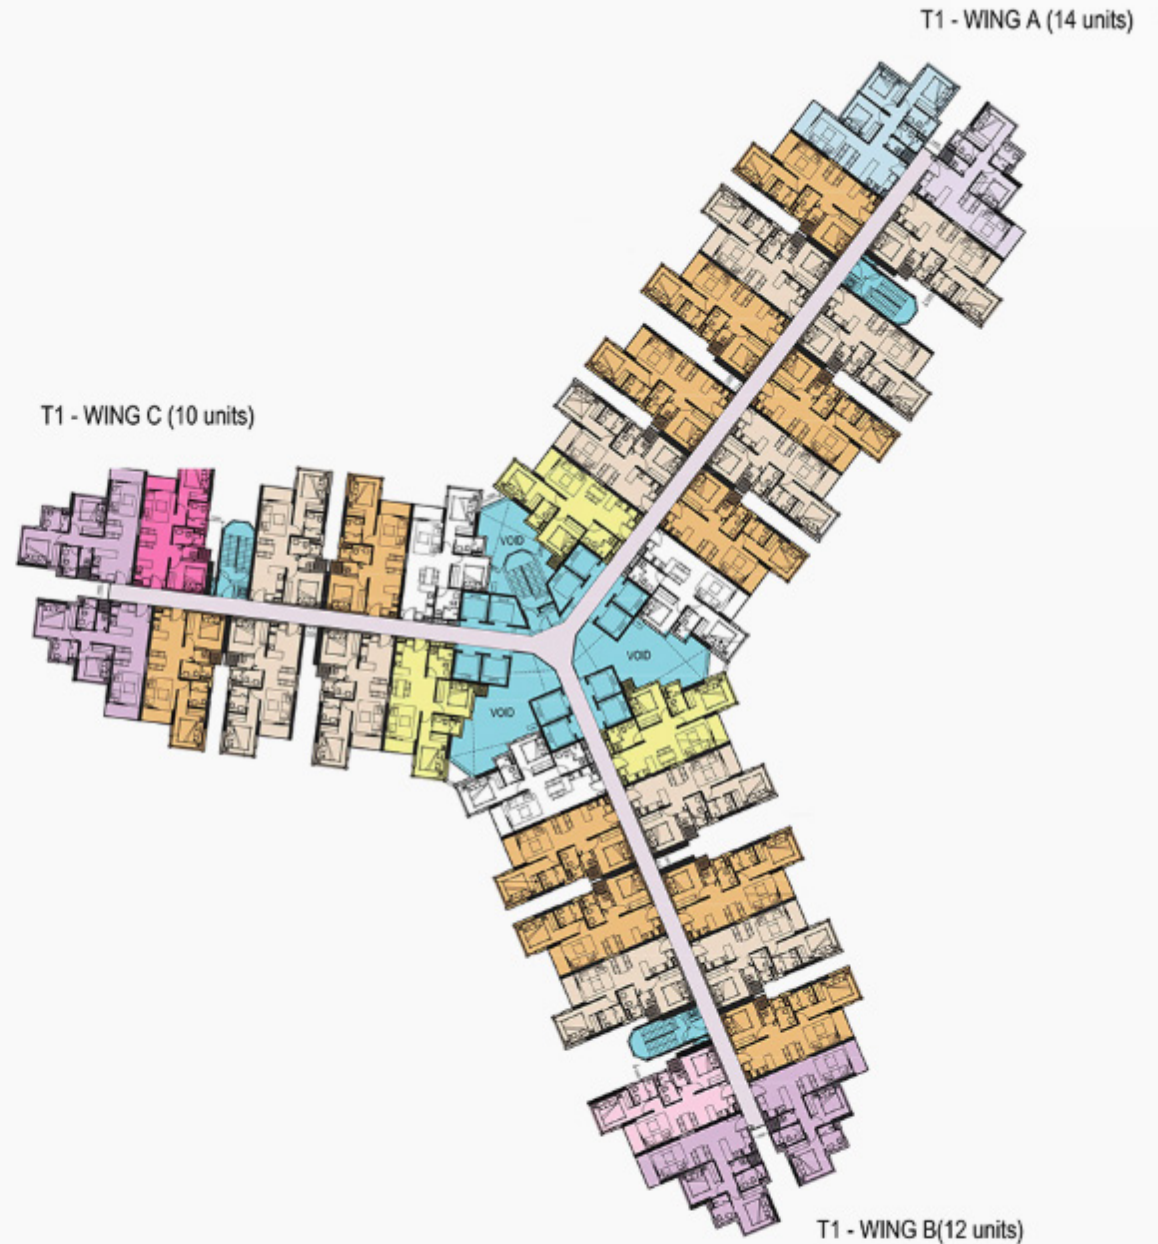 T1 - WING A (14 units)
T1 - WING C (10 units)
VOID
VOID
VOID
T1 - WING B(12 units)